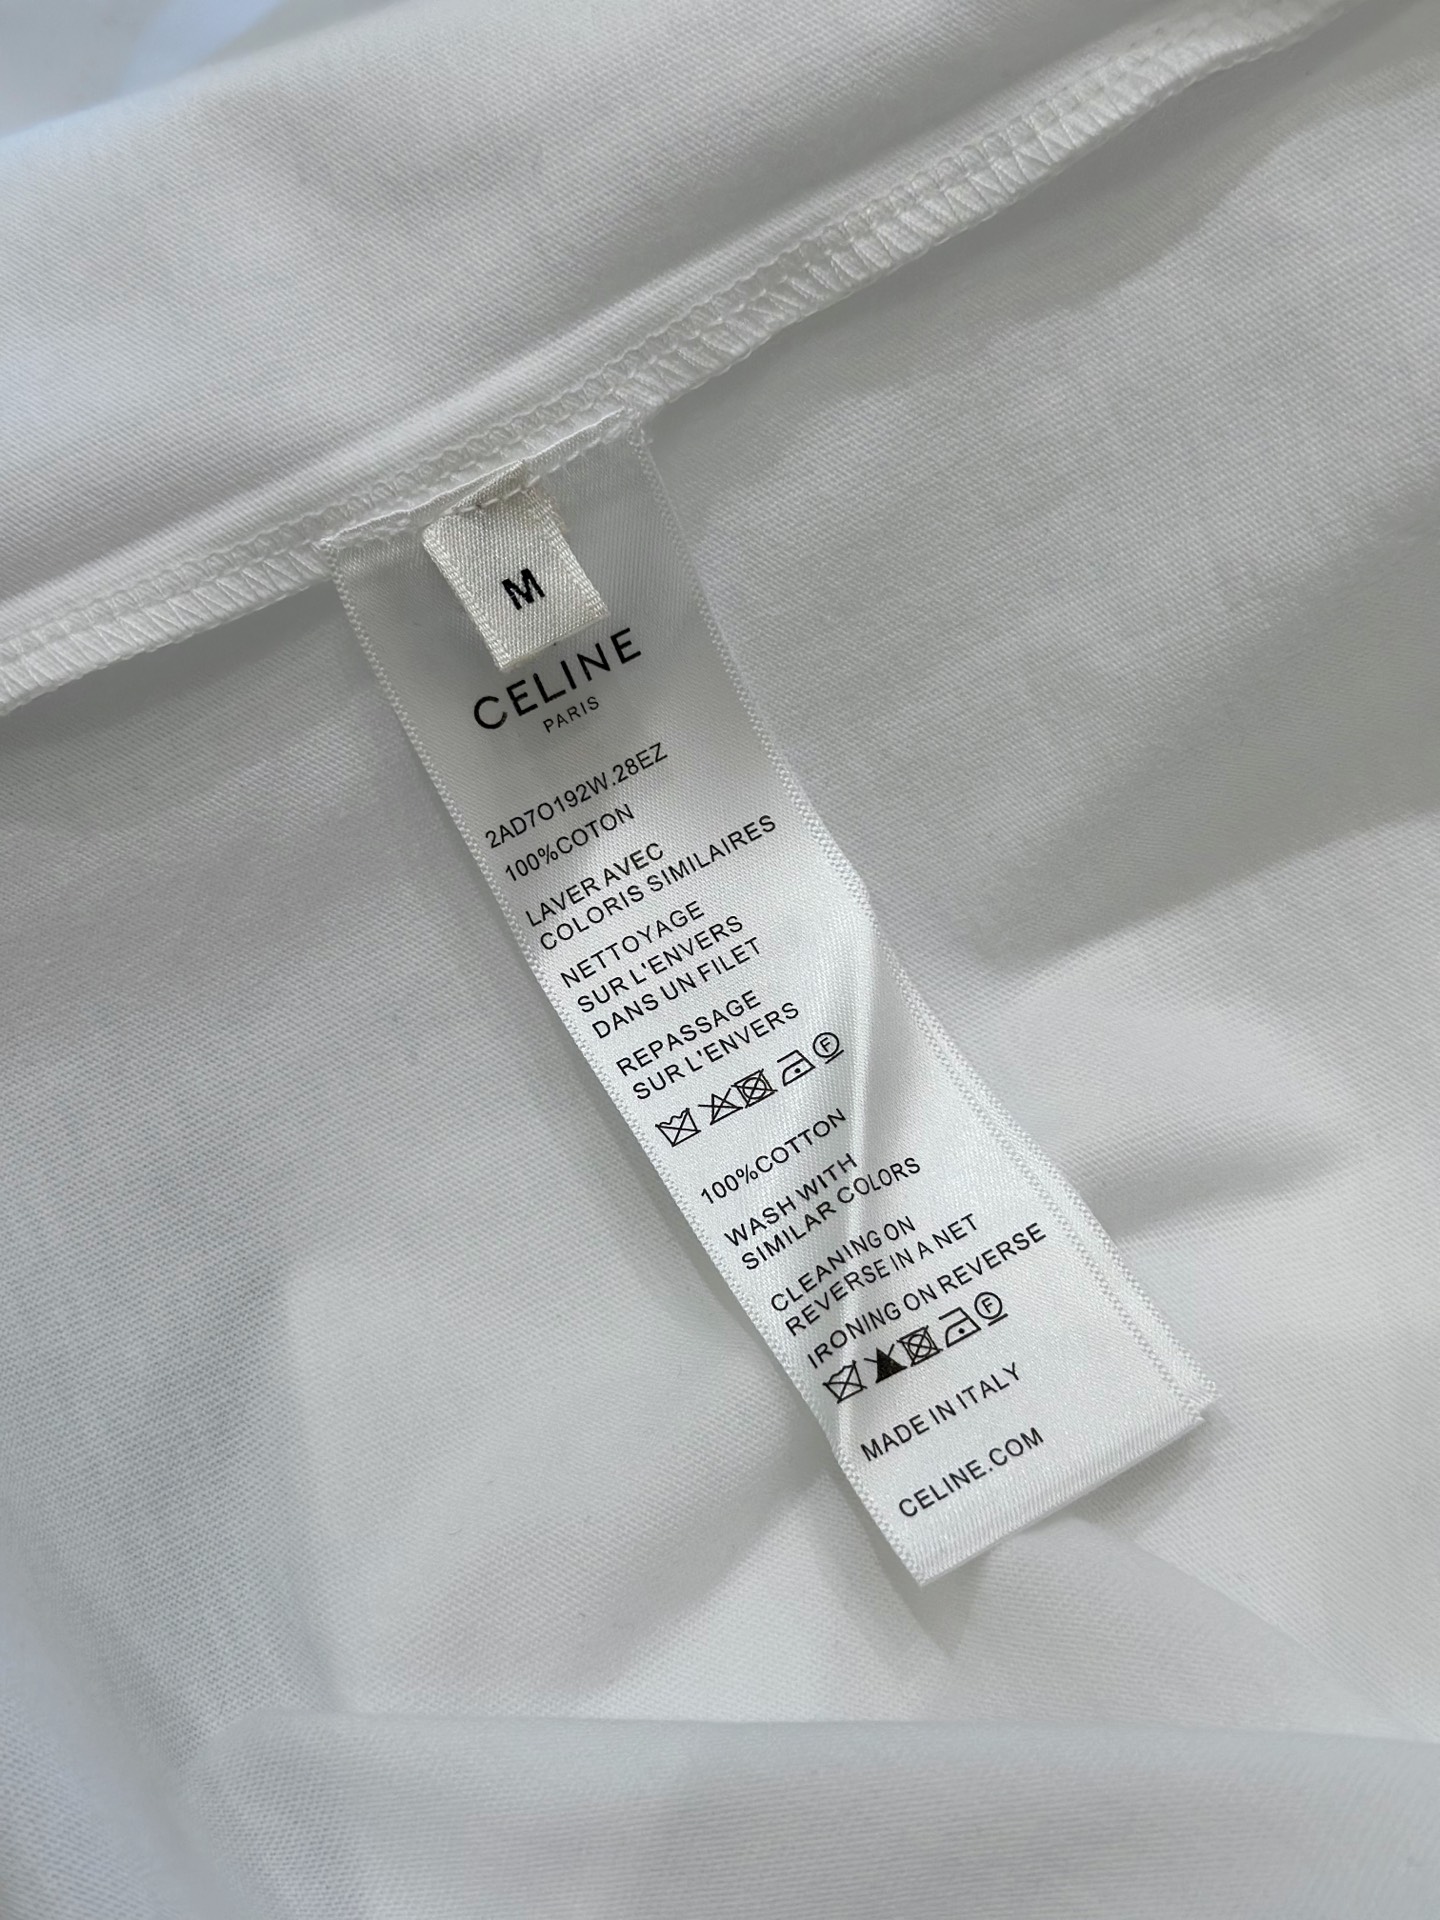 M
CELINE
PARIS
2AD7O192W.28EZ
100%COTON
LAVER AVEC
COLORIS SIMILAIRES
NETTOYAGE
SUR L'ENVERS
DANS UN FILET
REPASSAGE
SUR L'ENVERS
F
100%COTTON
WASH WITH
SIMILAR COLORS
CLEANING ON
REVERSE IN A NET
IRONING ON REVERSE
F
MADE IN ITALY
CELINE.COM